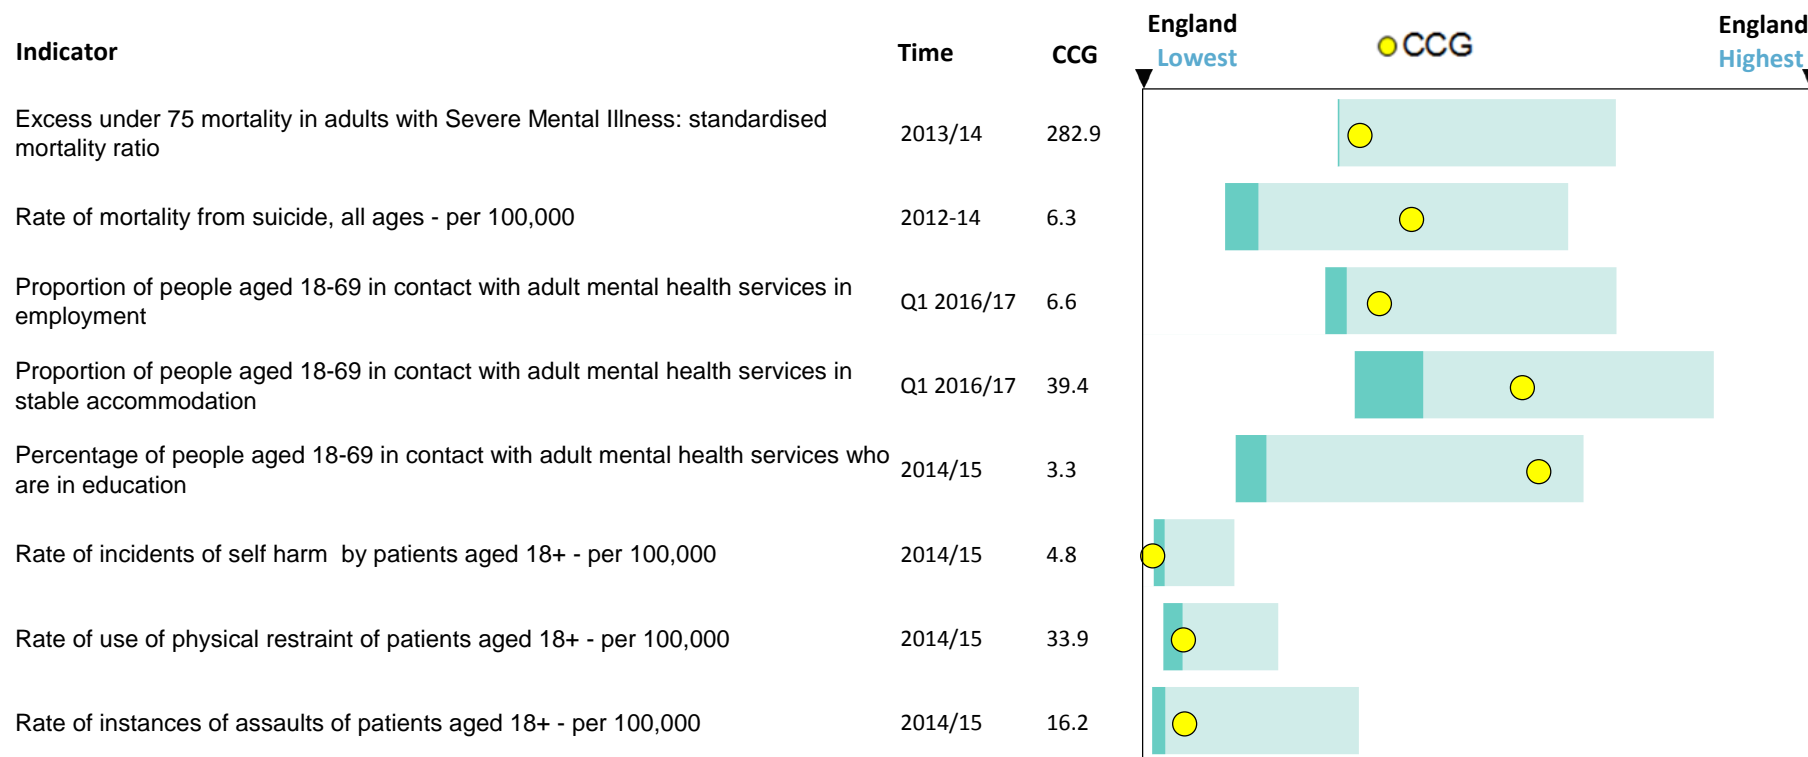 England England
Indicator Time CCG CCG
Lowest Highest
Excess under 75 mortality in adults with Severe Mental Illness: standardised
mortality ratio 2013/14 282.9
Rate of mortality from suicide, all ages - per 100,000 2012-14 6.3
Proportion of people aged 18-69 in contact with adult mental health services in
employment Q1 2016/17 6.6
Proportion of people aged 18-69 in contact with adult mental health services in
stable accommodation Q1 2016/17 39.4
Percentage of people aged 18-69 in contact with adult mental health services who
are in education 2014/15 3.3
Rate of incidents of self harm  by patients aged 18+ - per 100,000 2014/15 4.8
Rate of use of physical restraint of patients aged 18+ - per 100,000 2014/15 33.9
Rate of instances of assaults of patients aged 18+ - per 100,000 2014/15 16.2